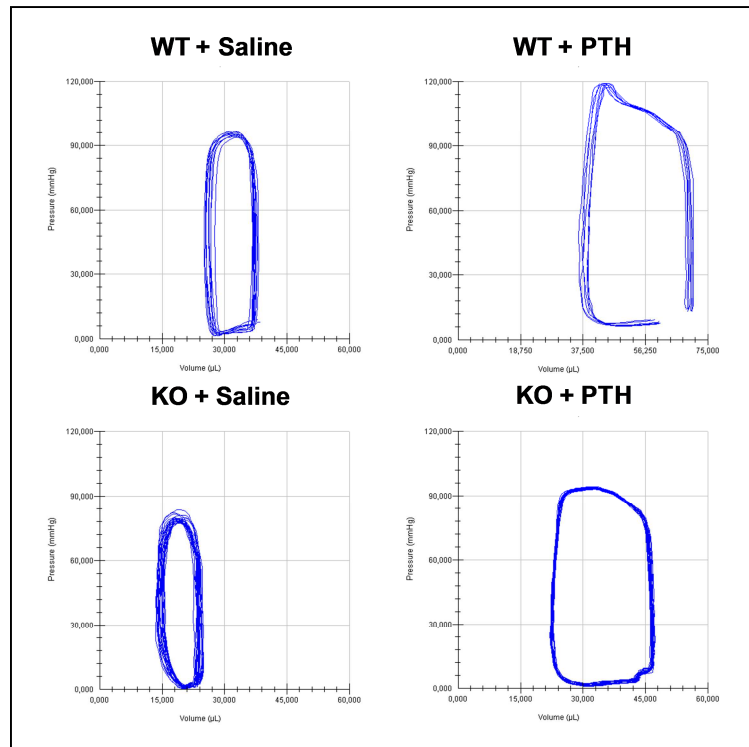 WT + Saline
WT + PTH
120,000
90,000
60,000
30,000
0,000
Pressure (mmHg)
0,000 15,000 30,000 45,000 60,000
Volume (µL)
120,000
90,000
60,000
30,000
0,000
Pressure (mmHg)
0,000 18,750 37,500 56,250 75,000
Volume (µL)
KO + Saline
KO + PTH
120,000
90,000
60,000
30,000
0,000
Pressure (mmHg)
0,000 15,000 30,000 45,000 60,000
Volume (µL)
120,000
90,000
60,000
30,000
0,000
Pressure (mmHg)
0,000 15,000 30,000 45,000 60,000
Volume (µL)